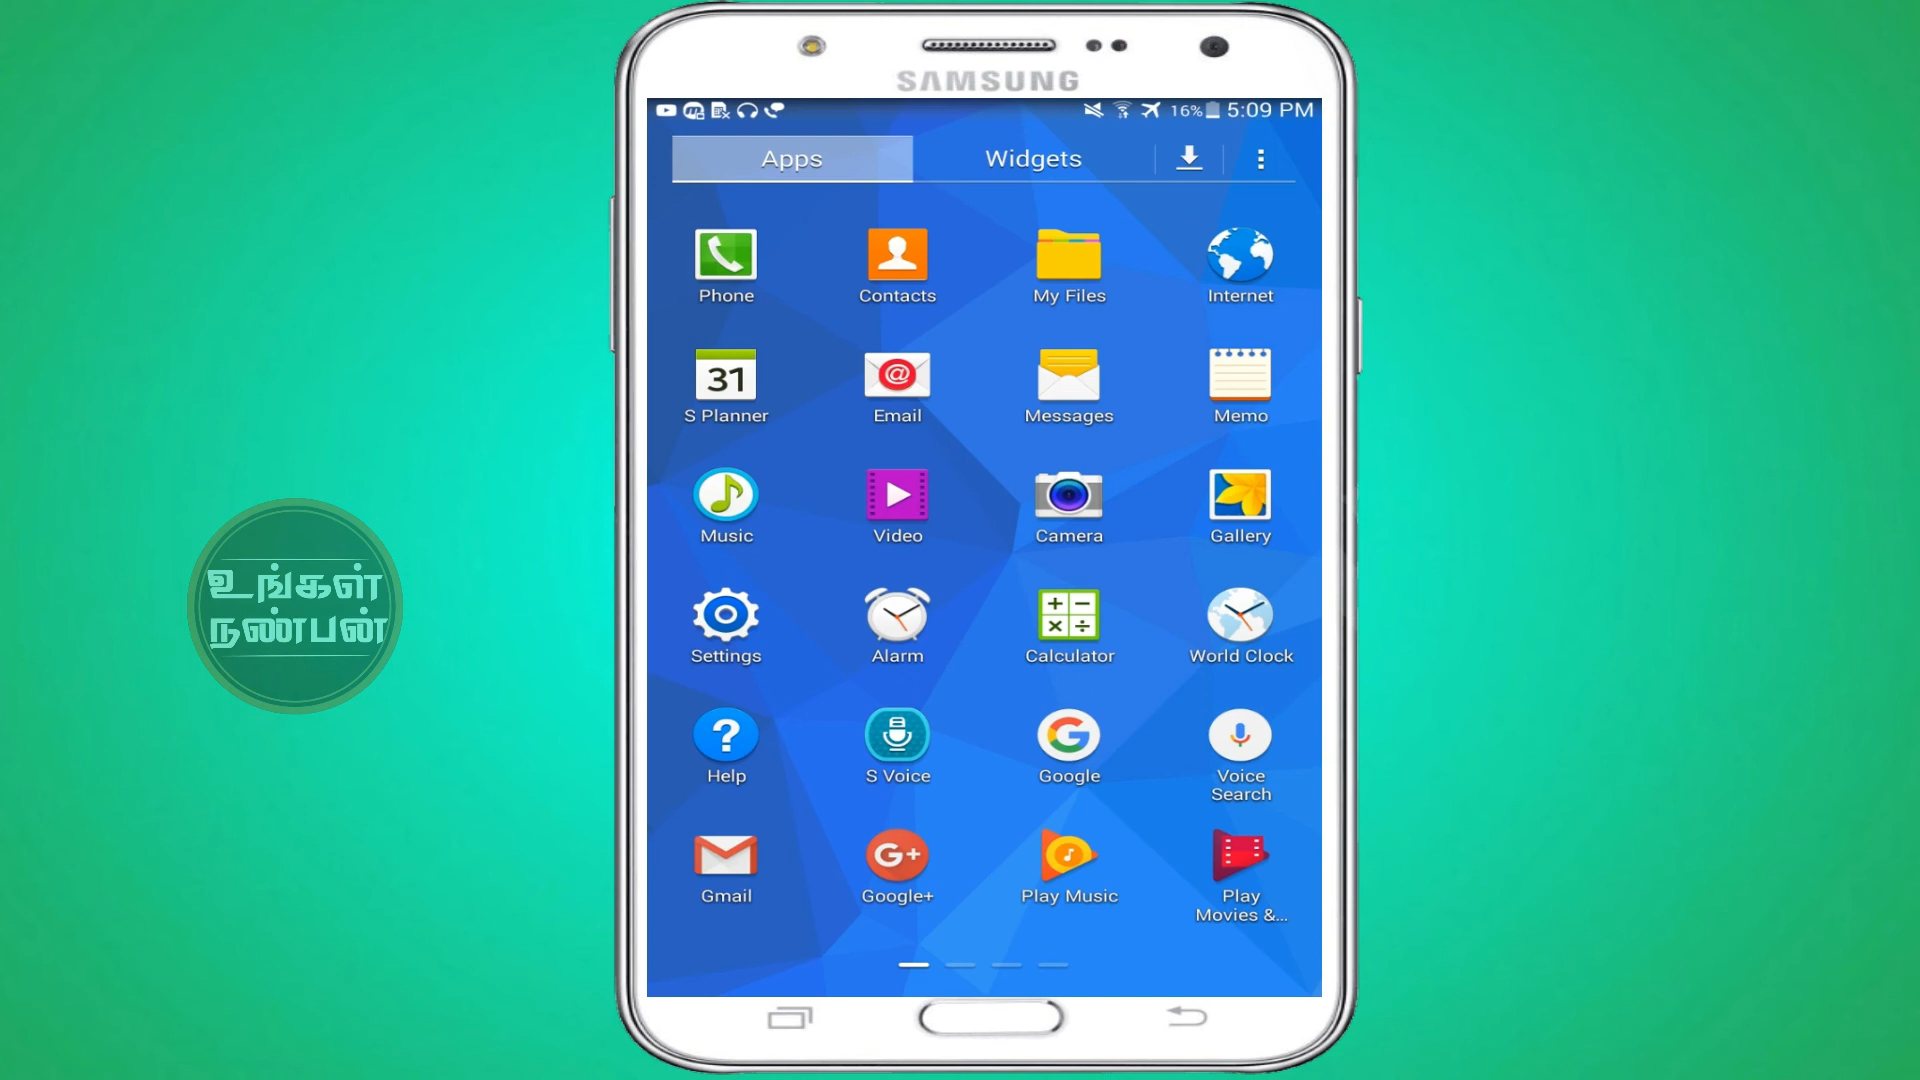 SAMSUNG
16% 5:09 PM
Apps Widgets
Phone Contacts My Files Internet
31
S Planner Email Messages Memo
Music Video Camera Gallery
Settings Alarm Calculator World Clock
Help S Voice Google Voice
Search
Gmail Google+ Play Music Play
Movies &...
உங்கள்
நண்பன்